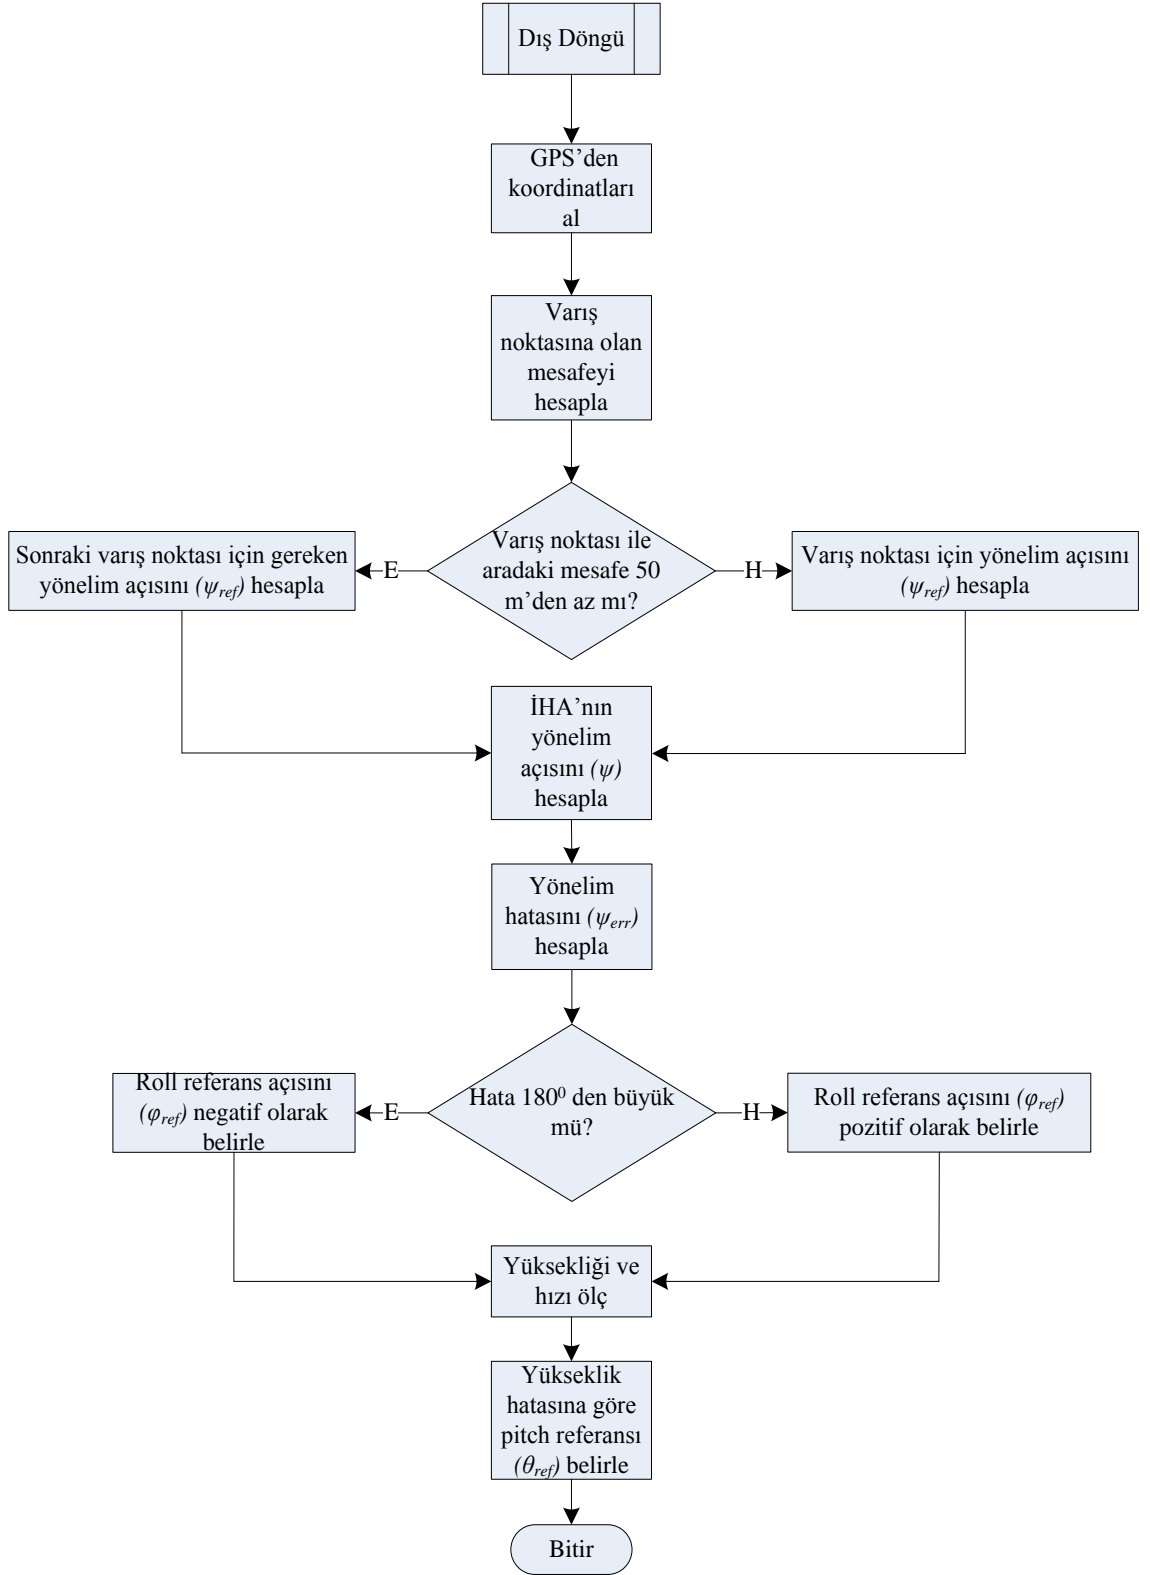 Dış Döngü
GPS’den
koordinatları
al
Varış
noktasına olan
mesafeyi
hesapla
Varış noktası ile
aradaki mesafe 50
m’den az mı?
E
H
Sonraki varış noktası için gereken
yönelim açısını (ψref) hesapla
Varış noktası için yönelim açısını
(ψref) hesapla
İHA’nın
yönelim
açısını (ψ)
hesapla
Yönelim
hatasını (ψerr)
hesapla
Hata 180⁰ den büyük
mü?
E
H
Roll referans açısını
(φref) negatif olarak
belirle
Roll referans açısını (φref)
pozitif olarak belirle
Yüksekliği ve
hızı ölç
Yükseklik
hatasına göre
pitch referansı
(θref) belirle
Bitir